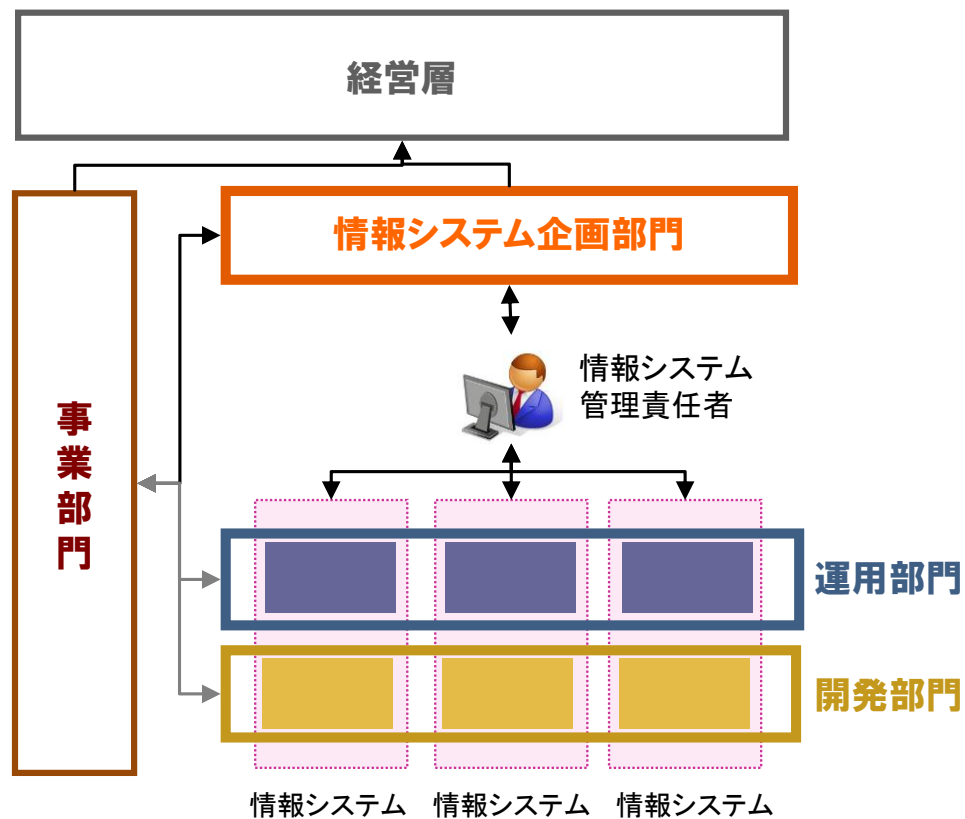 経営層
情報システム企画部門
情報システム
管理責任者
事業部門
運用部門
開発部門
情報システム
情報システム
情報システム